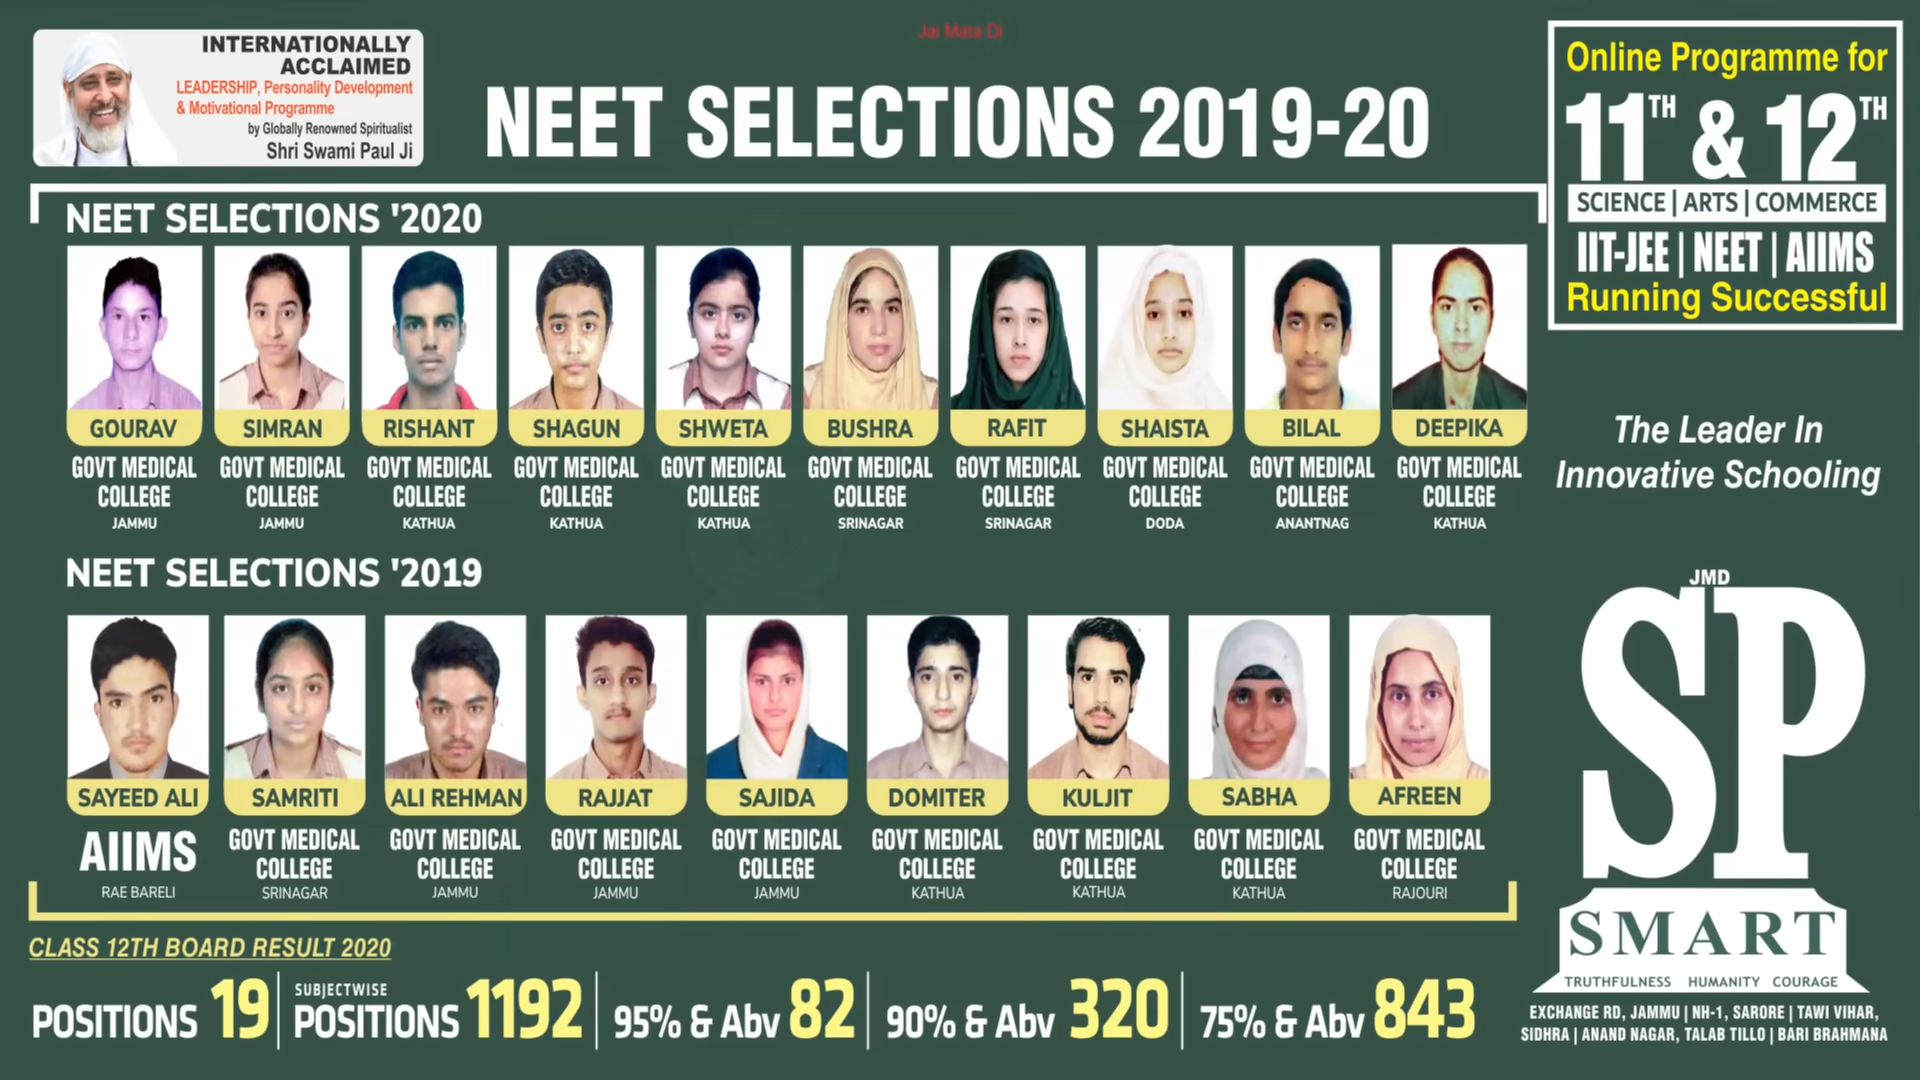 Jai Mata Di
INTERNATIONALLY
ACCLAIMED
LEADERSHIP, Personality Development
& Motivational Programme
by Globally Renowned Spiritualist
Shri Swami Paul Ji
NEET SELECTIONS 2019-20
Online Programme for
11TH & 12TH
SCIENCE | ARTS | COMMERCE
IIT-JEE | NEET | AIIMS
Running Successful
NEET SELECTIONS '2020
GOURAV SIMRAN RISHANT SHAGUN SHWETA BUSHRA RAFIT SHAISTA BILAL DEEPIKA
GOVT MEDICAL GOVT MEDICAL GOVT MEDICAL GOVT MEDICAL GOVT MEDICAL GOVT MEDICAL GOVT MEDICAL GOVT MEDICAL GOVT MEDICAL GOVT MEDICAL
COLLEGE COLLEGE COLLEGE COLLEGE COLLEGE COLLEGE COLLEGE COLLEGE COLLEGE COLLEGE
JAMMU JAMMU KATHUA KATHUA KATHUA SRINAGAR SRINAGAR DODA ANANTNAG KATHUA
The Leader In
Innovative Schooling
NEET SELECTIONS '2019
SAYEED ALI SAMRITI ALI REHMAN RAJJAT SAJIDA DOMITER KULJIT SABHA AFREEN
AIIMS GOVT MEDICAL GOVT MEDICAL GOVT MEDICAL GOVT MEDICAL GOVT MEDICAL GOVT MEDICAL GOVT MEDICAL GOVT MEDICAL
COLLEGE COLLEGE COLLEGE COLLEGE COLLEGE COLLEGE COLLEGE COLLEGE
RAE BARELI SRINAGAR JAMMU JAMMU JAMMU KATHUA KATHUA KATHUA RAJOURI
JMD
SP
SMART
TRUTHFULNESS HUMANITY COURAGE
EXCHANGE RD, JAMMU | NH-1, SARORE | TAWI VIHAR,
SIDHRA | ANAND NAGAR, TALAB TILLO | BARI BRAHMANA
CLASS 12TH BOARD RESULT 2020
POSITIONS 19 | SUBJECTWISE POSITIONS 1192 | 95% & Abv 82 | 90% & Abv 320 | 75% & Abv 843